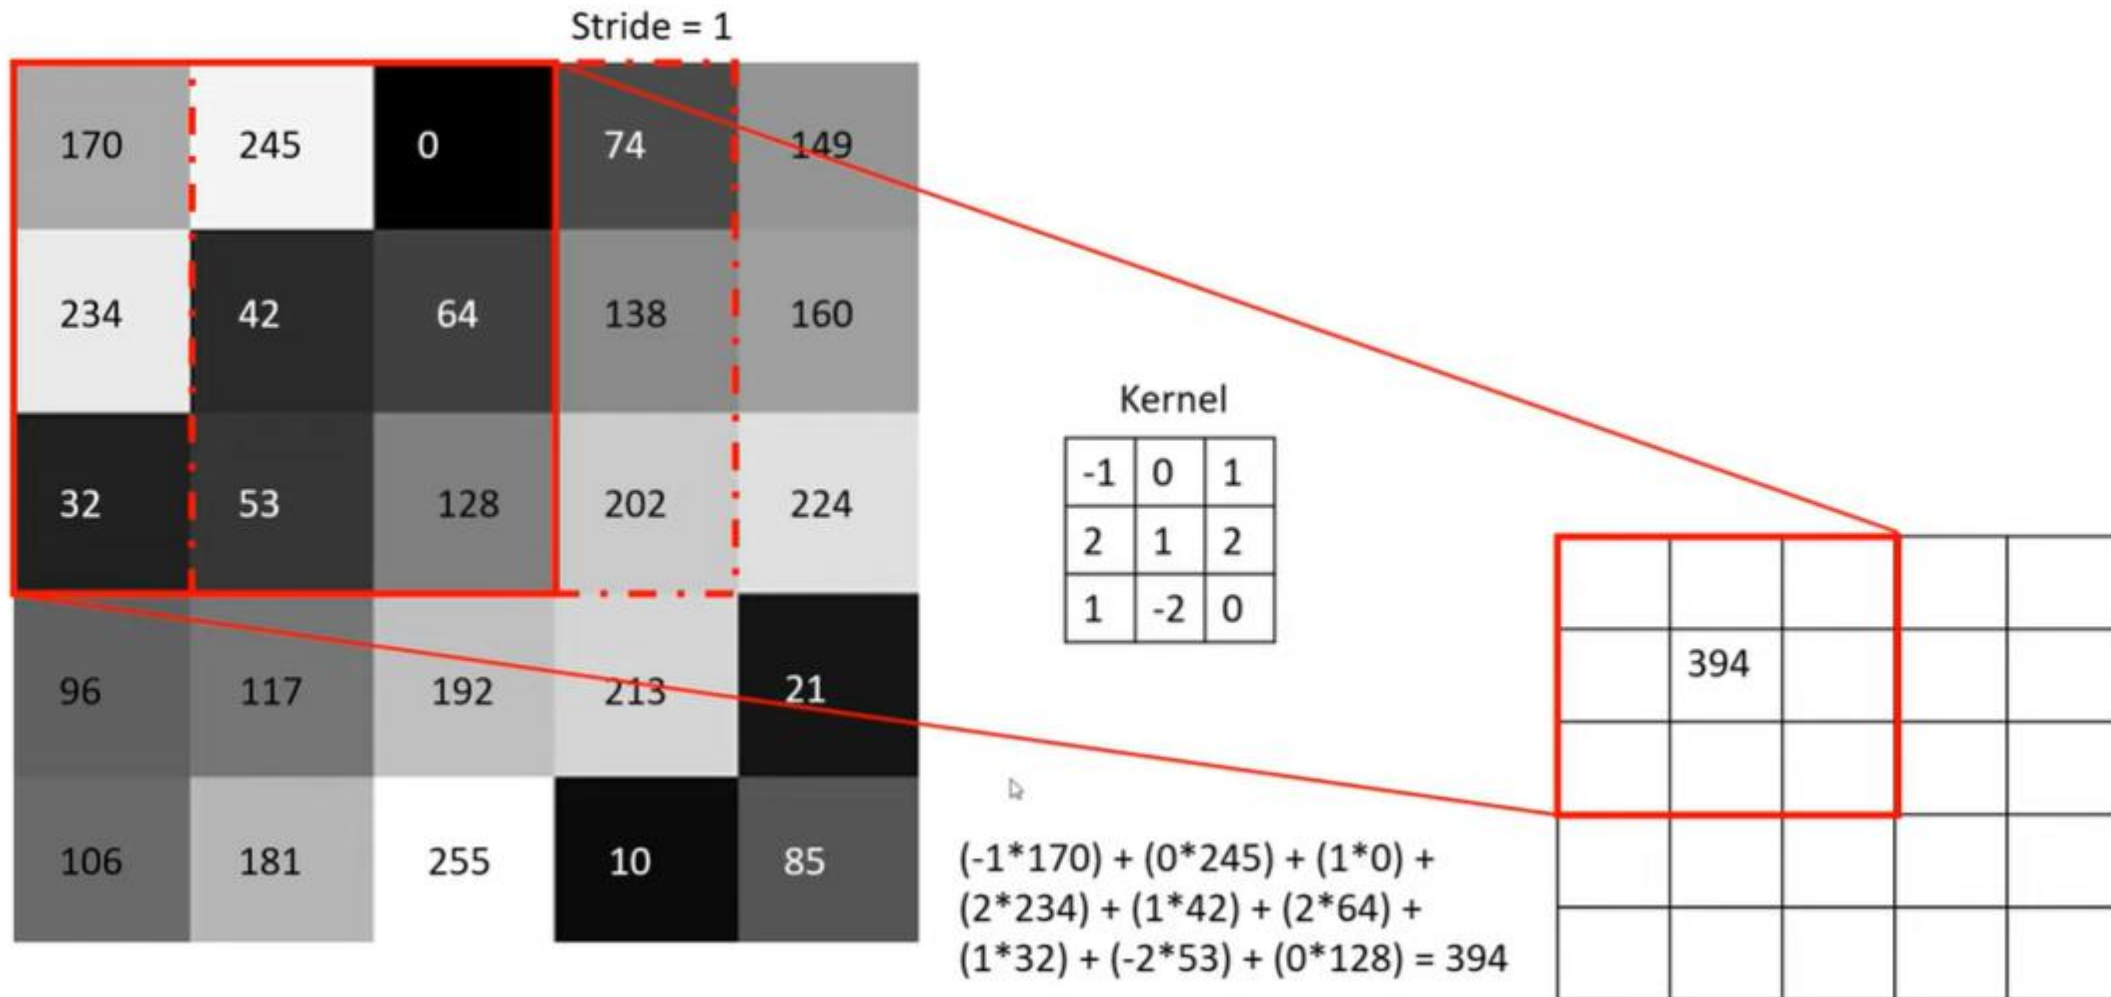 Stride = 1
170 245 0 74 149
234 42 64 138 160
32 53 128 202 224
96 117 192 213 21
106 181 255 10 85
Kernel
-1 0 1
2 1 2
1 -2 0
394
(-1*170) + (0*245) + (1*0) +
(2*234) + (1*42) + (2*64) +
(1*32) + (-2*53) + (0*128) = 394